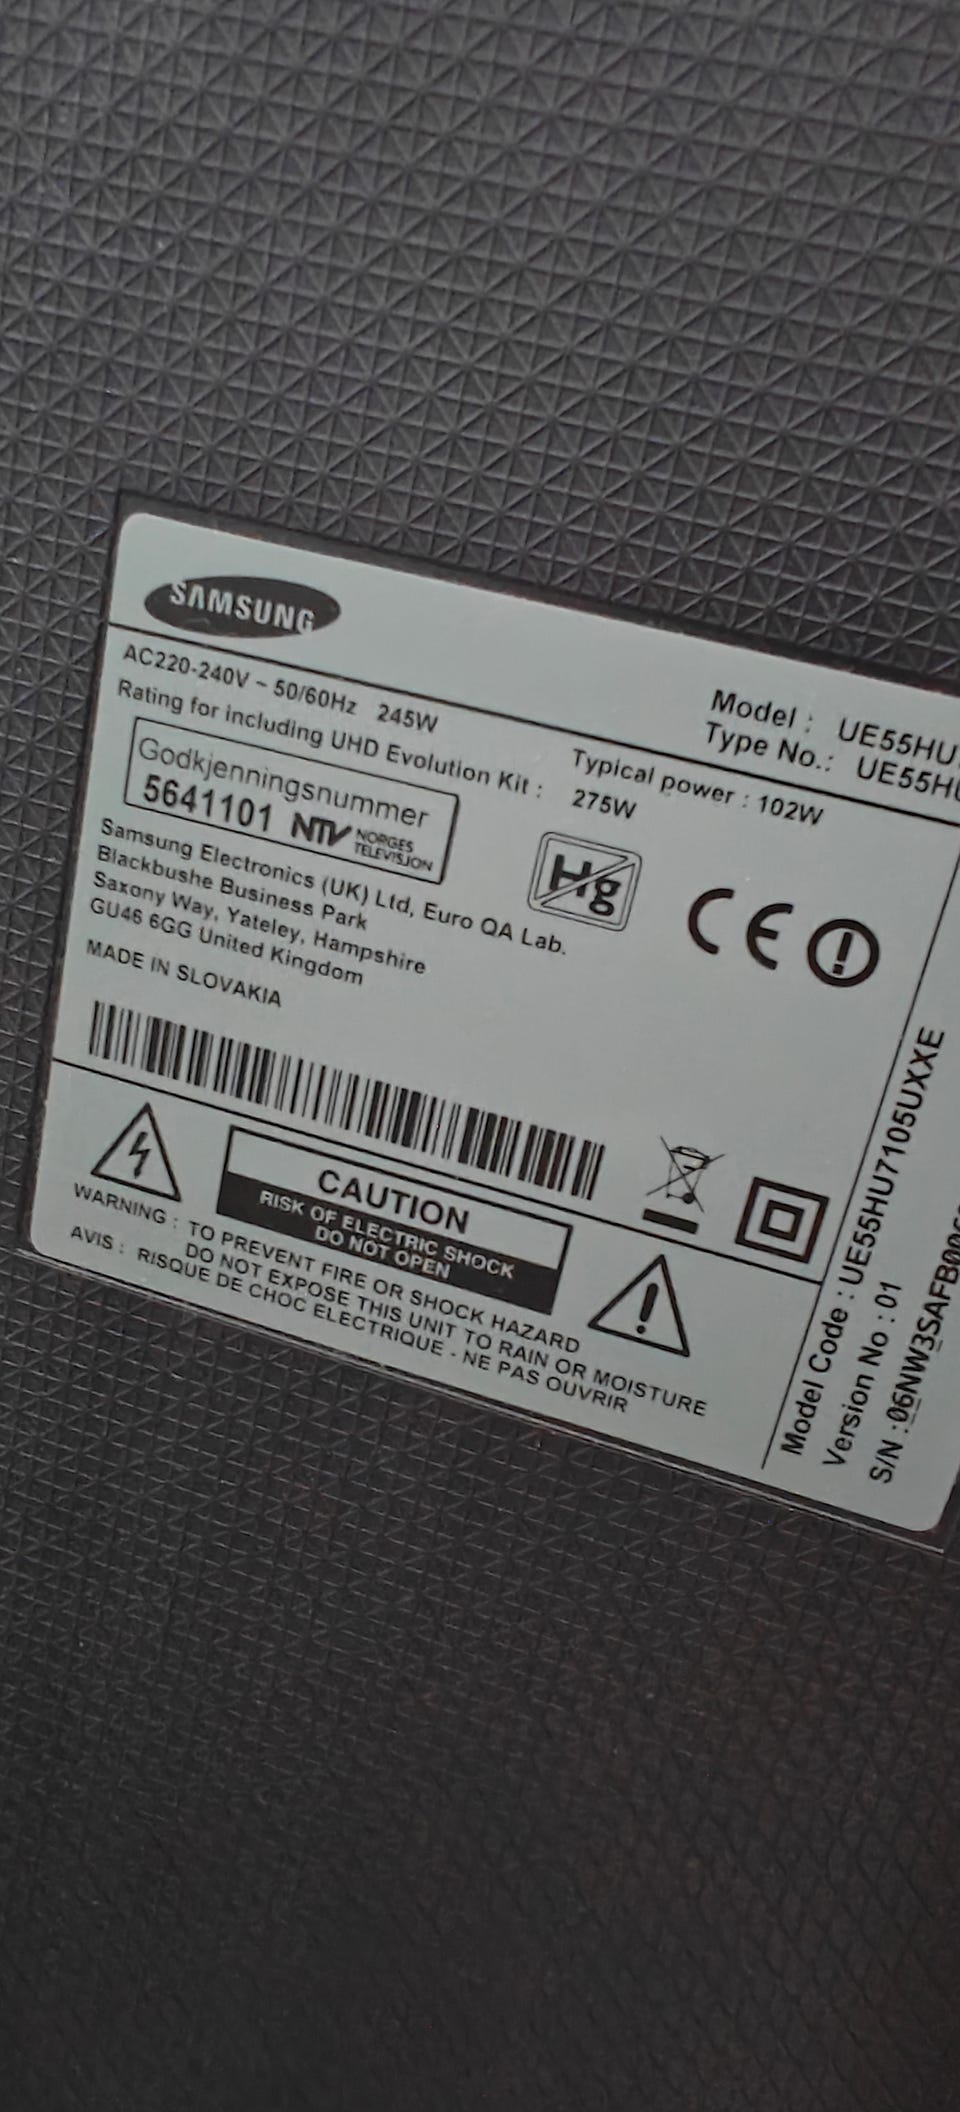 SAMSUNG
Model : UE55HU
Type No.: UE55HU
AC220-240V ~ 50/60Hz 245W
Typical power : 102W
Rating for including UHD Evolution Kit : 275W
Godkjenningsnummer
5641101 NTV NORGES
TELEVISJON
Hg
CE
Samsung Electronics (UK) Ltd, Euro QA Lab.
Blackbushe Business Park
Saxony Way, Yateley, Hampshire
GU46 6GG United Kingdom
MADE IN SLOVAKIA
CAUTION
RISK OF ELECTRIC SHOCK
DO NOT OPEN
WARNING : TO PREVENT FIRE OR SHOCK HAZARD
DO NOT EXPOSE THIS UNIT TO RAIN OR MOISTURE
AVIS : RISQUE DE CHOC ELECTRIQUE - NE PAS OUVRIR
Model Code : UE55HU7105UXXE
Version No : 01
S/N :06NW3SAFB00